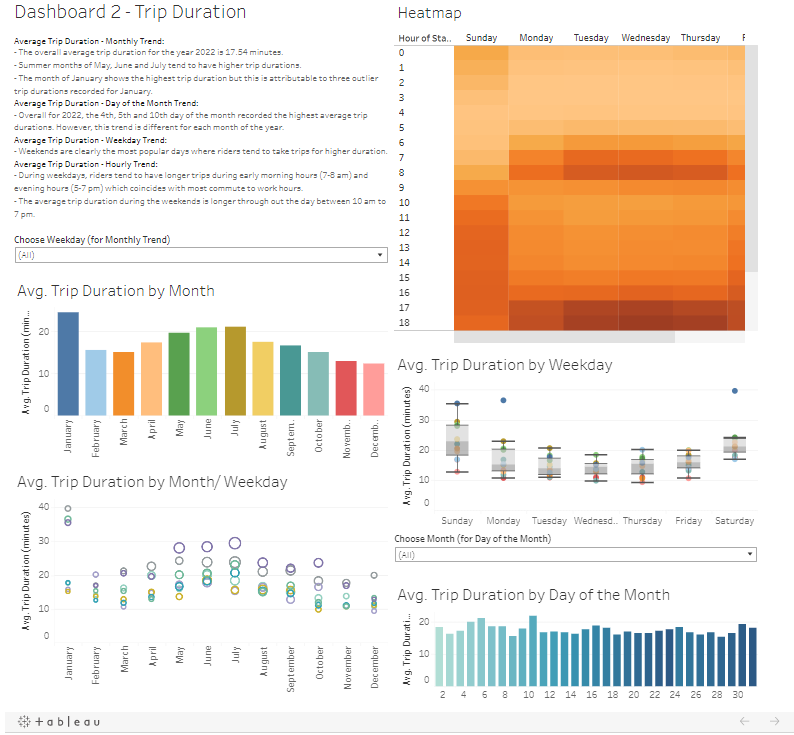 Dashboard 2 - Trip Duration
Average Trip Duration - Monthly Trend:
- The overall average trip duration for the year 2022 is 17.54 minutes.
- Summer months of May, June and July tend to have higher trip durations.
- The month of January shows the highest trip duration but this is attributable to three outlier
trip durations recorded for January.
Average Trip Duration - Day of the Month Trend:
- Overall for 2022, the 4th, 5th and 10th day of the month recorded the highest average trip
durations. However, this trend is different for each month of the year.
Average Trip Duration - Weekday Trend:
- Weekends are clearly the most popular days where riders tend to take trips for higher duration.
Average Trip Duration - Hourly Trend:
- During weekdays, riders tend to have longer trips during early morning hours (7-8 am) and
evening hours (5-7 pm) which coincides with most commute to work hours.
- The average trip duration during the weekends is longer through out the day between 10 am to
7 pm.
Choose Weekday (for Monthly Trend)
(All)
Avg. Trip Duration by Month
Avg. Trip Duration (min...
20
10
0
January
February
March
April
May
June
July
August
Septem..
October
Novemb..
Decemb..
Avg. Trip Duration by Month/ Weekday
Avg. Trip Duration (minutes)
40
30
20
10
0
January
February
March
April
May
June
July
August
September
October
November
December
Heatmap
Hour of Sta..
Sunday
Monday
Tuesday
Wednesday
Thursday
F
0
1
2
3
4
5
6
7
8
9
10
11
12
13
14
15
16
17
18
Avg. Trip Duration by Weekday
Avg. Trip Duration (minutes)
40
30
20
10
0
Sunday
Monday
Tuesday
Wednesd..
Thursday
Friday
Saturday
Choose Month (for Day of the Month)
(All)
Avg. Trip Duration by Day of the Month
Avg. Trip Durati...
20
10
0
2
4
6
8
10
12
14
16
18
20
22
24
26
28
30
+ableau